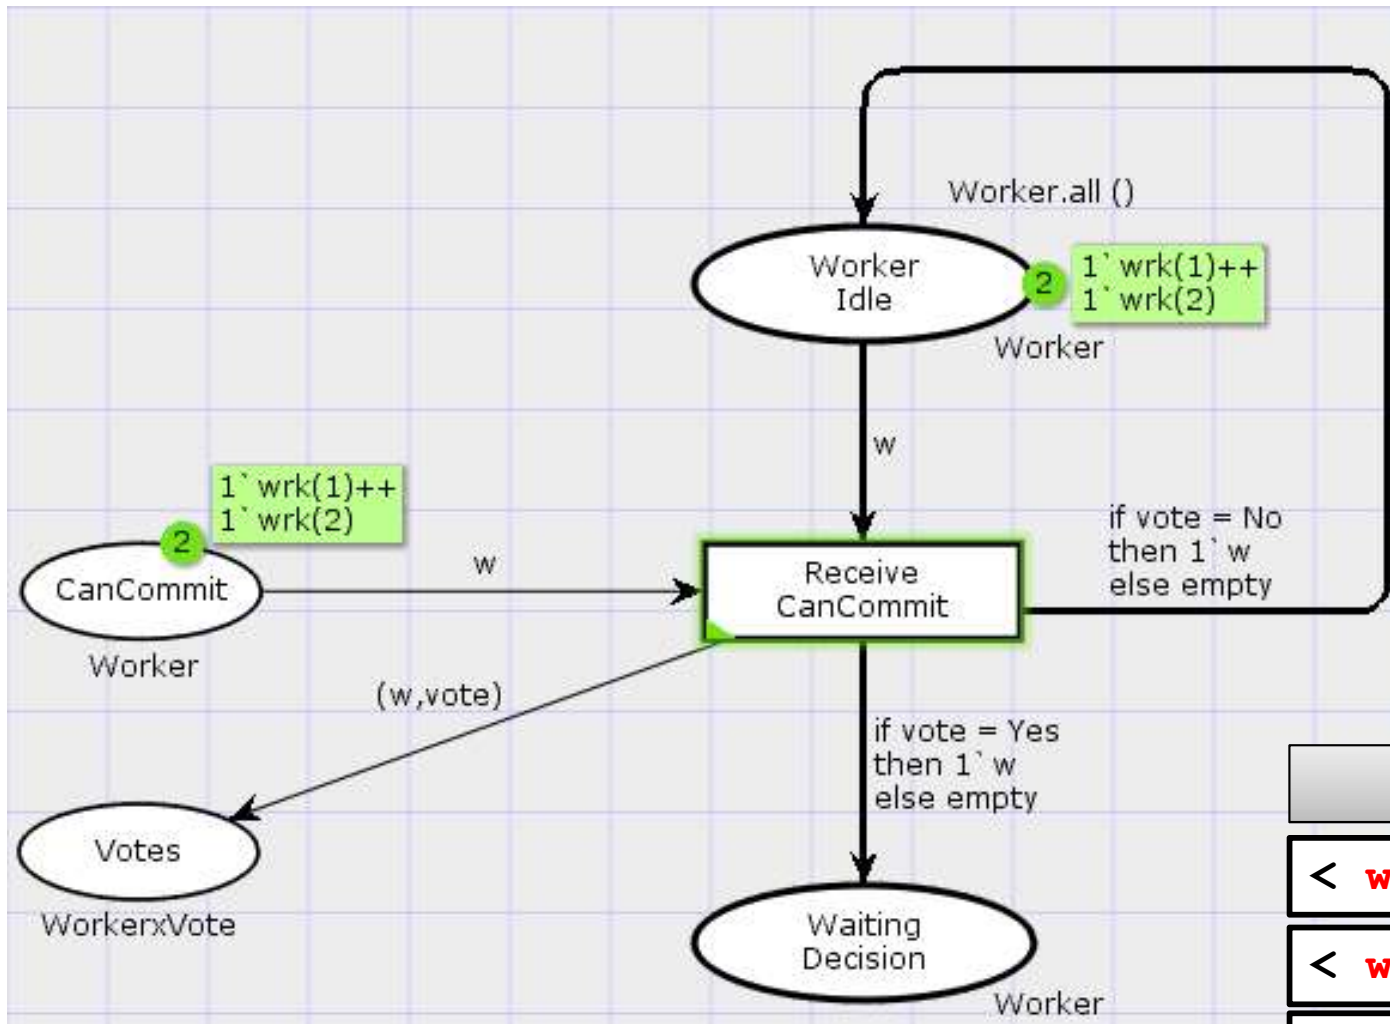 Worker.all ()
Worker
Idle
2
1`wrk(1)++
1`wrk(2)
Worker
w
1`wrk(1)++
1`wrk(2)
2
CanCommit
Worker
w
Receive
CanCommit
if vote = No
then 1`w
else empty
(w,vote)
if vote = Yes
then 1`w
else empty
Votes
WorkerxVote
Waiting
Decision
Worker
< w
< w